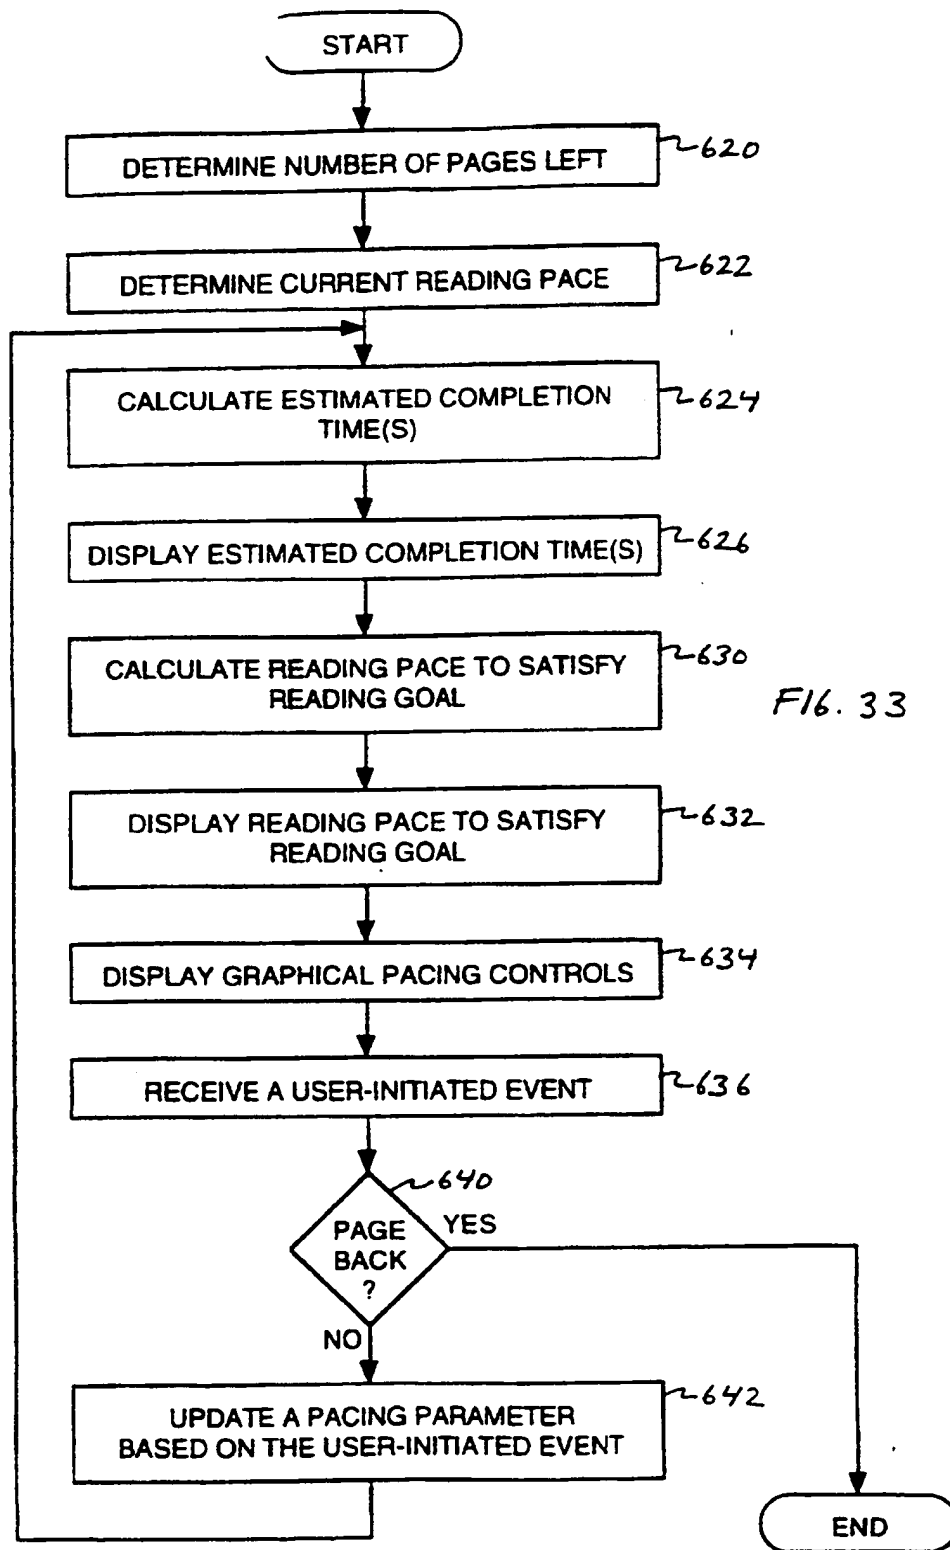 START
DETERMINE NUMBER OF PAGES LEFT
620
DETERMINE CURRENT READING PACE
622
CALCULATE ESTIMATED COMPLETION
TIME(S)
624
DISPLAY ESTIMATED COMPLETION TIME(S)
626
CALCULATE READING PACE TO SATISFY
READING GOAL
630
FIG. 33
DISPLAY READING PACE TO SATISFY
READING GOAL
632
DISPLAY GRAPHICAL PACING CONTROLS
634
RECEIVE A USER-INITIATED EVENT
636
640
PAGE
BACK
?
YES
NO
UPDATE A PACING PARAMETER
BASED ON THE USER-INITIATED EVENT
642
END